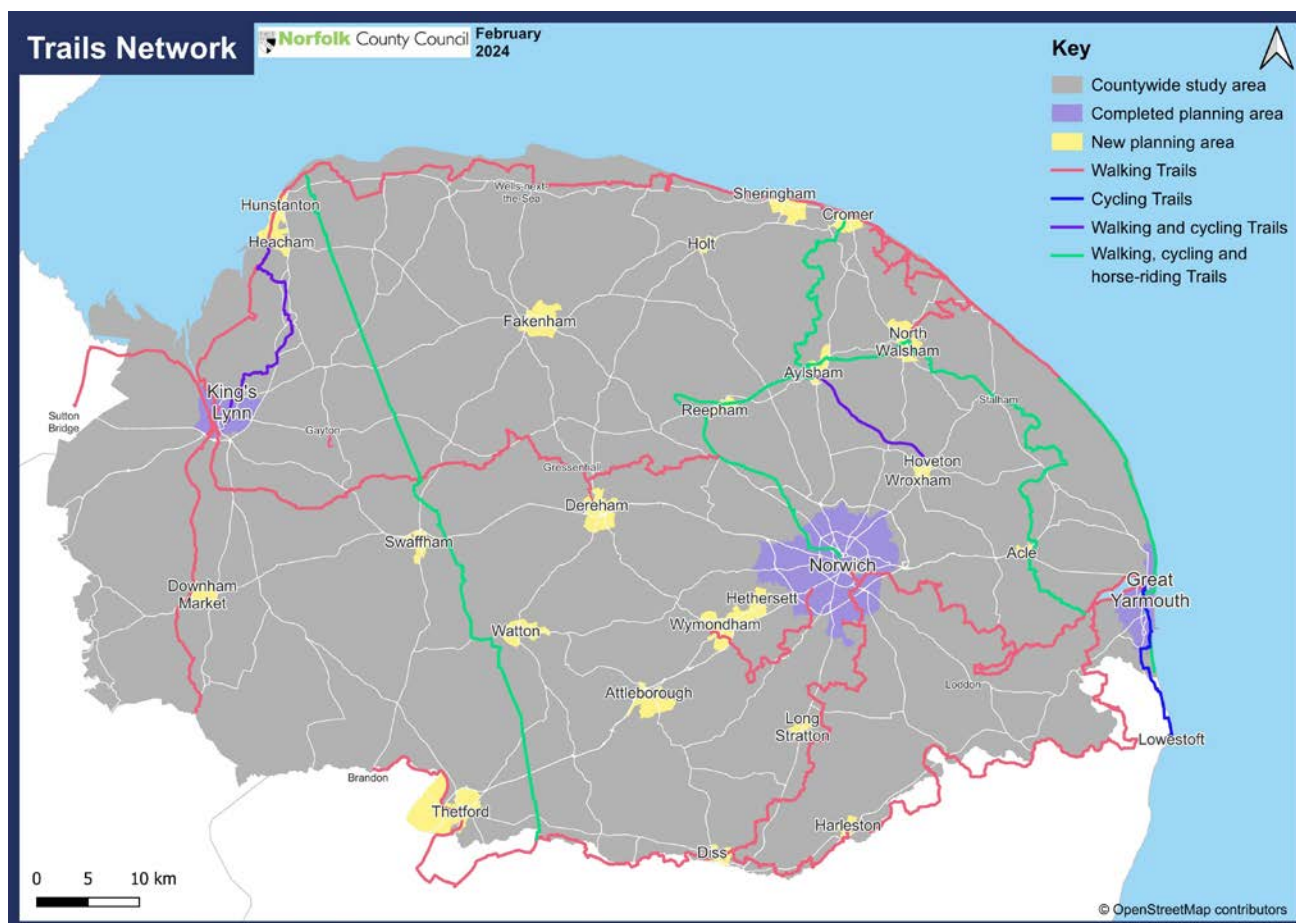 Trails Network
Norfolk County Council
February
2024
Key
Countywide study area
Completed planning area
New planning area
Walking Trails
Cycling Trails
Walking and cycling Trails
Walking, cycling and
horse-riding Trails
Wells-next-
the-Sea
Sheringham
Cromer
Hunstanton
Heacham
Holt
Fakenham
North
Walsham
Aylsham
King's
Lynn
Sutton
Bridge
Gayton
Reepham
Stalham
Gressenhall
Hoveton
Wroxham
Dereham
Swaffham
Norwich
Acle
Downham
Market
Great
Yarmouth
Hethersett
Watton
Wymondham
Loddon
Attleborough
Long
Stratton
Lowestoft
Brandon
Thetford
Harleston
Diss
0 5 10 km
© OpenStreetMap contributors